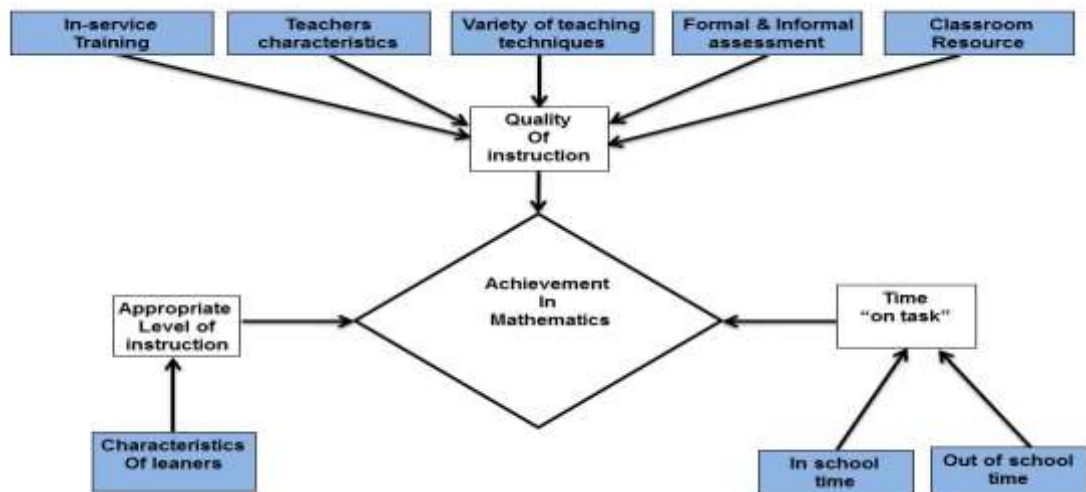 In-service
Training
Teachers
characteristics
Variety of teaching
techniques
Formal & Informal
assessment
Classroom
Resource
Quality
Of
instruction
Achievement
In
Mathematics
Appropriate
Level of
instruction
Time
“on task”
Characteristics
Of leaners
In school
time
Out of school
time